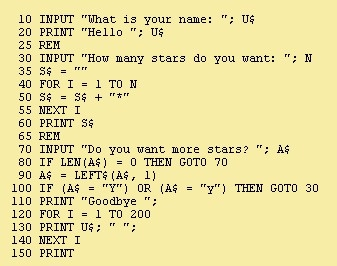 10 INPUT "What is your name: "; U$
20 PRINT "Hello "; U$
25 REM
30 INPUT "How many stars do you want: "; N
35 S$ = ""
40 FOR I = 1 TO N
50 S$ = S$ + "*"
55 NEXT I
60 PRINT S$
65 REM
70 INPUT "Do you want more stars? "; A$
80 IF LEN(A$) = 0 THEN GOTO 70
90 A$ = LEFT$(A$, 1)
100 IF (A$ = "Y") OR (A$ = "y") THEN GOTO 30
110 PRINT "Goodbye ";
120 FOR I = 1 TO 200
130 PRINT U$; " ";
140 NEXT I
150 PRINT